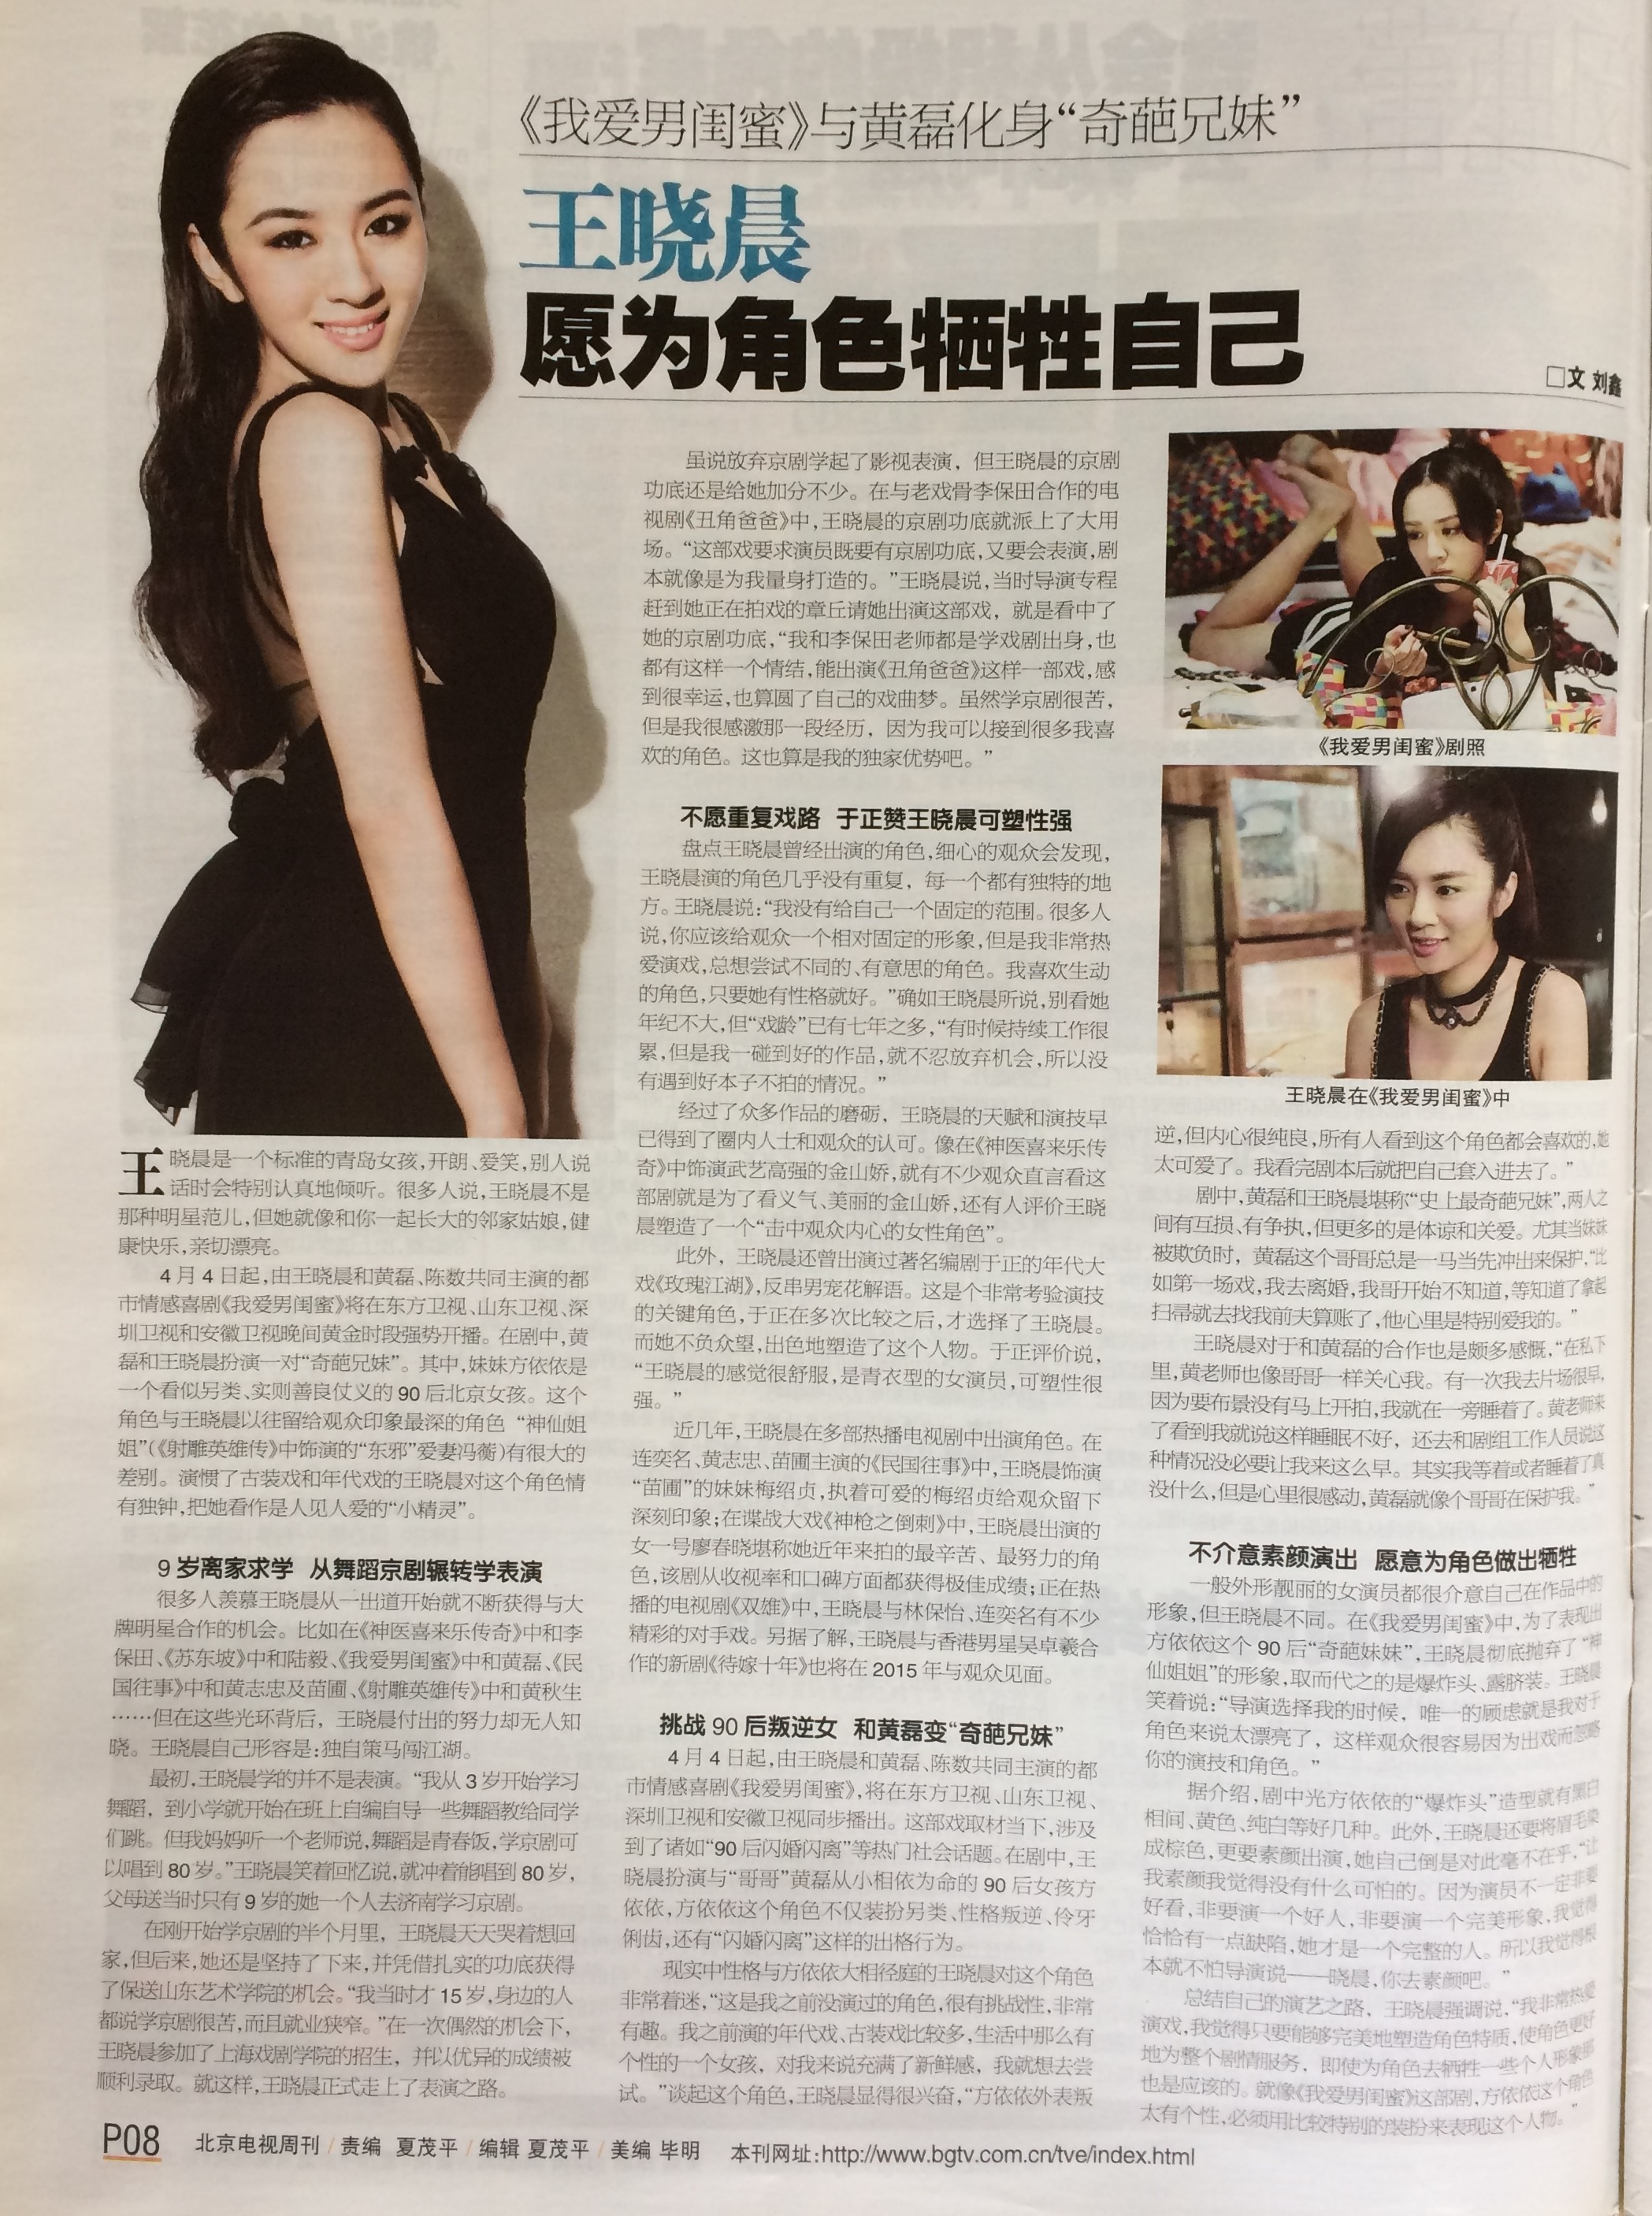 《我爱男闺蜜》与黄磊化身“奇葩兄妹”
王晓晨
愿为角色牺牲自己
□文 刘鑫
王晓晨是一个标准的青岛女孩,开朗、爱笑,别人说
话时会特别认真地倾听。很多人说,王晓晨不是
那种明星范儿,但她就像和你一起长大的邻家姑娘,健
康快乐,亲切漂亮。
4月4日起,由王晓晨和黄磊、陈数共同主演的都
市情感喜剧《我爱男闺蜜》将在东方卫视、山东卫视、深
圳卫视和安徽卫视晚间黄金时段强势开播。在剧中,黄
磊和王晓晨扮演一对“奇葩兄妹”。其中,妹妹方依依是
一个看似另类、实则善良仗义的90后北京女孩。这个
角色与王晓晨以往留给观众印象最深的角色“神仙姐
姐”(《射雕英雄传》中饰演的“东邪”爱妻冯蘅)有很大的
差别。演惯了古装戏和年代戏的王晓晨对这个角色情
有独钟,把她看作是人见人爱的“小精灵”。
9岁离家求学 从舞蹈京剧辗转学表演
很多人羡慕王晓晨从一出道开始就不断获得与大
牌明星合作的机会。比如在《神医喜来乐传奇》中和李
保田、《苏东坡》中和陆毅、《我爱男闺蜜》中和黄磊、《民
国往事》中和黄志忠及苗圃、《射雕英雄传》中和黄秋生
……但在这些光环背后，王晓晨付出的努力却无人知
晓。王晓晨自己形容是:独自策马闯江湖。
最初,王晓晨学的并不是表演。“我从3岁开始学习
舞蹈，到小学就开始在班上自编自导一些舞蹈教给同学
们跳。但我妈妈听一个老师说,舞蹈是青春饭,学京剧可
以唱到80岁。”王晓晨笑着回忆说,就冲着能唱到80岁,
父母送当时只有9岁的她一个人去济南学习京剧。
在刚开始学京剧的半个月里，王晓晨天天哭着想回
家,但后来,她还是坚持了下来,并凭借扎实的功底获得
了保送山东艺术学院的机会。“我当时才15岁,身边的人
都说学京剧很苦,而且就业狭窄。”在一次偶然的机会下,
王晓晨参加了上海戏剧学院的招生，并以优异的成绩被
顺利录取。就这样,王晓晨正式走上了表演之路。
虽说放弃京剧学起了影视表演，但王晓晨的京剧
功底还是给她加分不少。在与老戏骨李保田合作的电
视剧《丑角爸爸》中,王晓晨的京剧功底就派上了大用
场。“这部戏要求演员既要有京剧功底,又要会表演,剧
本就像是为我量身打造的。”王晓晨说,当时导演专程
赶到她正在拍戏的章丘请她出演这部戏，就是看中了
她的京剧功底,“我和李保田老师都是学戏剧出身,也
都有这样一个情结,能出演《丑角爸爸》这样一部戏,感
到很幸运,也算圆了自己的戏曲梦。虽然学京剧很苦,
但是我很感激那一段经历，因为我可以接到很多我喜
欢的角色。这也算是我的独家优势吧。”
不愿重复戏路 于正赞王晓晨可塑性强
盘点王晓晨曾经出演的角色,细心的观众会发现,
王晓晨演的角色几乎没有重复，每一个都有独特的地
方。王晓晨说:“我没有给自己一个固定的范围。很多人
说,你应该给观众一个相对固定的形象,但是我非常热
爱演戏,总想尝试不同的、有意思的角色。我喜欢生动
的角色,只要她有性格就好。”确如王晓晨所说,别看她
年纪不大,但“戏龄”已有七年之多,“有时候持续工作很
累,但是我一碰到好的作品,就不忍放弃机会,所以没
有遇到好本子不拍的情况。”
经过了众多作品的磨砺，王晓晨的天赋和演技早
已得到了圈内人士和观众的认可。像在《神医喜来乐传
奇》中饰演武艺高强的金山娇,就有不少观众直言看这
部剧就是为了看义气、美丽的金山娇,还有人评价王晓
晨塑造了一个“击中观众内心的女性角色”。
此外，王晓晨还曾出演过著名编剧于正的年代大
戏《玫瑰江湖》,反串男宠花解语。这是个非常考验演技
的关键角色,于正在多次比较之后,才选择了王晓晨。
而她不负众望,出色地塑造了这个人物。于正评价说,
“王晓晨的感觉很舒服,是青衣型的女演员,可塑性很
强。”
近几年,王晓晨在多部热播电视剧中出演角色。在
连奕名、黄志忠、苗圃主演的《民国往事》中,王晓晨饰演
“苗圃”的妹妹梅绍贞,执着可爱的梅绍贞给观众留下
深刻印象;在谍战大戏《神枪之倒刺》中,王晓晨出演的
女一号廖春晓堪称她近年来拍的最辛苦、最努力的角
色,该剧从收视率和口碑方面都获得极佳成绩;正在热
播的电视剧《双雄》中,王晓晨与林保怡、连奕名有不少
精彩的对手戏。另据了解,王晓晨与香港男星吴卓羲合
作的新剧《待嫁十年》也将在2015年与观众见面。
挑战90后叛逆女 和黄磊变“奇葩兄妹”
4月4日起,由王晓晨和黄磊、陈数共同主演的都
市情感喜剧《我爱男闺蜜》,将在东方卫视、山东卫视、
深圳卫视和安徽卫视同步播出。这部戏取材当下,涉及
到了诸如“90后闪婚闪离”等热门社会话题。在剧中,王
晓晨扮演与“哥哥”黄磊从小相依为命的90后女孩方
依依,方依依这个角色不仅装扮另类、性格叛逆、伶牙
俐齿,还有“闪婚闪离”这样的出格行为。
现实中性格与方依依大相径庭的王晓晨对这个角色
非常着迷,“这是我之前没演过的角色,很有挑战性,非常
有趣。我之前演的年代戏、古装戏比较多,生活中那么有
个性的一个女孩，对我来说充满了新鲜感，我就想去尝
试。”谈起这个角色,王晓晨显得很兴奋,“方依依外表叛
《我爱男闺蜜》剧照
王晓晨在《我爱男闺蜜》中
逆,但内心很纯良,所有人看到这个角色都会喜欢的,她
太可爱了。我看完剧本后就把自己套入进去了。”
剧中,黄磊和王晓晨堪称“史上最奇葩兄妹”,两人之
间有互损、有争执,但更多的是体谅和关爱。尤其当妹妹
被欺负时，黄磊这个哥哥总是一马当先冲出来保护,“比
如第一场戏,我去离婚,我哥开始不知道,等知道了拿起
扫帚就去找我前夫算账了,他心里是特别爱我的。”
王晓晨对于和黄磊的合作也是颇多感慨,“在私下
里,黄老师也像哥哥一样关心我。有一次我去片场很早,
因为要布景没有马上开拍,我就在一旁睡着了。黄老师来
了看到我就说这样睡眠不好，还去和剧组工作人员说这
种情况没必要让我来这么早。其实我等着或者睡着了真
没什么,但是心里很感动,黄磊就像个哥哥在保护我。”
不介意素颜演出 愿意为角色做出牺牲
一般外形靓丽的女演员都很介意自己在作品中的
形象,但王晓晨不同。在《我爱男闺蜜》中,为了表现出
方依依这个90后“奇葩妹妹”,王晓晨彻底抛弃了“神
仙姐姐”的形象,取而代之的是爆炸头、露脐装。王晓晨
笑着说:“导演选择我的时候，唯一的顾虑就是我对于
角色来说太漂亮了，这样观众很容易因为出戏而忽略
你的演技和角色。”
据介绍,剧中光方依依的“爆炸头”造型就有黑白
相间、黄色、纯白等好几种。此外,王晓晨还要将眉毛染
成棕色,更要素颜出演,她自己倒是对此毫不在乎,“让
我素颜我觉得没有什么可怕的。因为演员不一定非要
好看,非要演一个好人,非要演一个完美形象,我觉得
恰恰有一点缺陷,她才是一个完整的人。所以我觉得根
本就不怕导演说——晓晨,你去素颜吧。”
总结自己的演艺之路，王晓晨强调说,“我非常热爱
演戏,我觉得只要能够完美地塑造角色特质,使角色更好
地为整个剧情服务，即使为角色去牺牲一些个人形象那
也是应该的。就像《我爱男闺蜜》这部剧,方依依这个角色
太有个性,必须用比较特别的装扮来表现这个人物。”
P08 北京电视周刊 / 责编 夏茂平 / 编辑 夏茂平 / 美编 毕明 本刊网址:http://www.bgtv.com.cn/tve/index.html